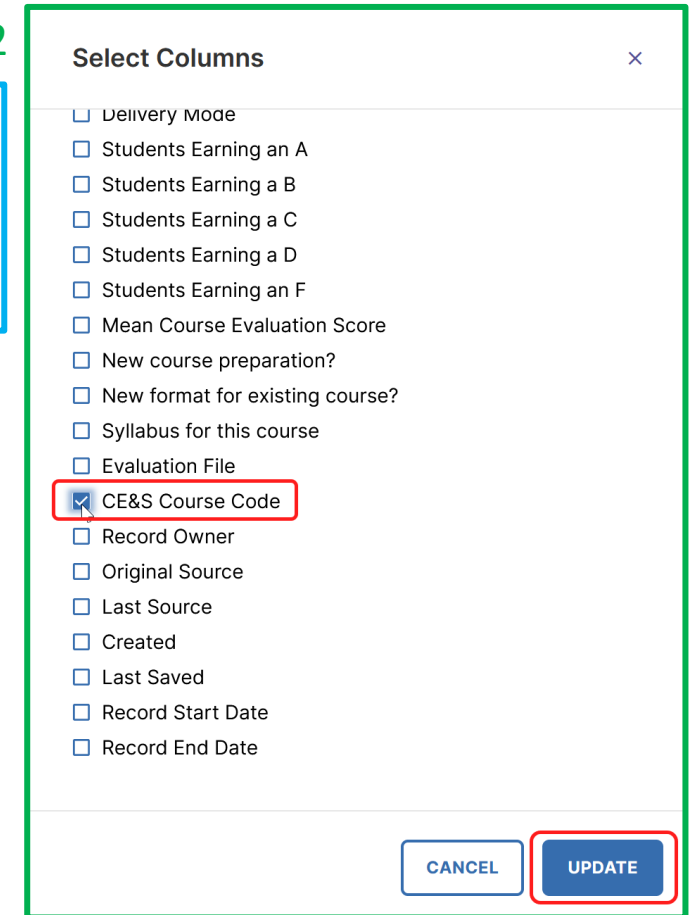 2
Select Columns
Delivery Mode
Students Earning an A
Students Earning a B
Students Earning a C
Students Earning a D
Students Earning an F
Mean Course Evaluation Score
New course preparation?
New format for existing course?
Syllabus for this course
Evaluation File
CE&S Course Code
Record Owner
Original Source
Last Source
Created
Last Saved
Record Start Date
Record End Date
CANCEL UPDATE